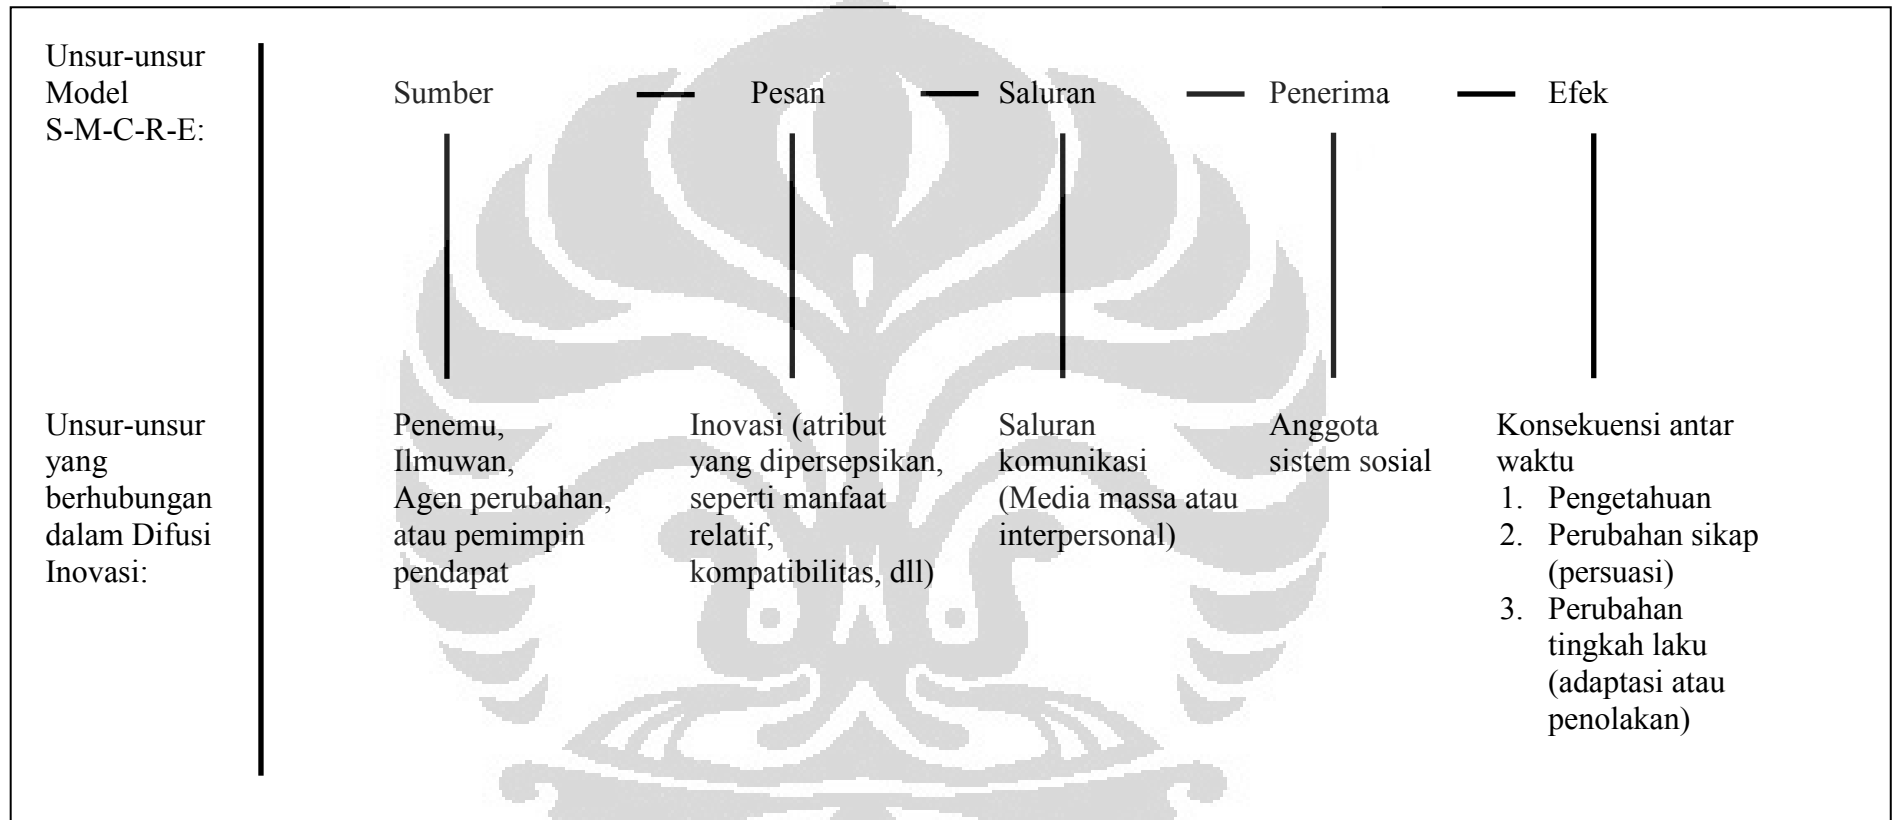 Unsur-unsur
Model
S-M-C-R-E:
Sumber
Pesan
Saluran
Penerima
Efek
Unsur-unsur
yang
berhubungan
dalam Difusi
Inovasi:
Penemu,
Ilmuwan,
Agen perubahan,
atau pemimpin
pendapat
Inovasi (atribut
yang dipersepsikan,
seperti manfaat
relatif,
kompatibilitas, dll)
Saluran
komunikasi
(Media massa atau
interpersonal)
Anggota
sistem sosial
Konsekuensi antar
waktu
1. Pengetahuan
2. Perubahan sikap
(persuasi)
3. Perubahan
tingkah laku
(adaptasi atau
penolakan)